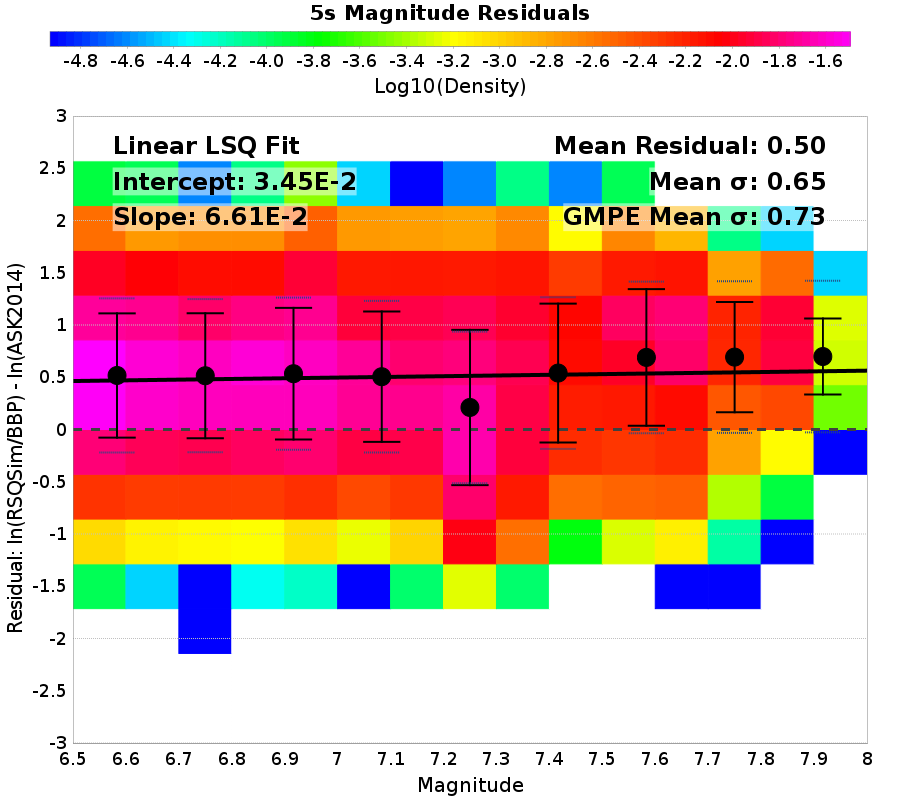 5s Magnitude Residuals
-4.8 -4.6 -4.4 -4.2 -4.0 -3.8 -3.6 -3.4 -3.2 -3.0 -2.8 -2.6 -2.4 -2.2 -2.0 -1.8 -1.6
Log10(Density)
Linear LSQ Fit
Intercept: 3.45E-2
Slope: 6.61E-2
Mean Residual: 0.50
Mean σ: 0.65
GMPE Mean σ: 0.73
Residual: ln(RSQSim/BBP) - ln(ASK2014)
3
2.5
2
1.5
1
0.5
0
-0.5
-1
-1.5
-2
-2.5
-3
6.5 6.6 6.7 6.8 6.9 7 7.1 7.2 7.3 7.4 7.5 7.6 7.7 7.8 7.9 8
Magnitude